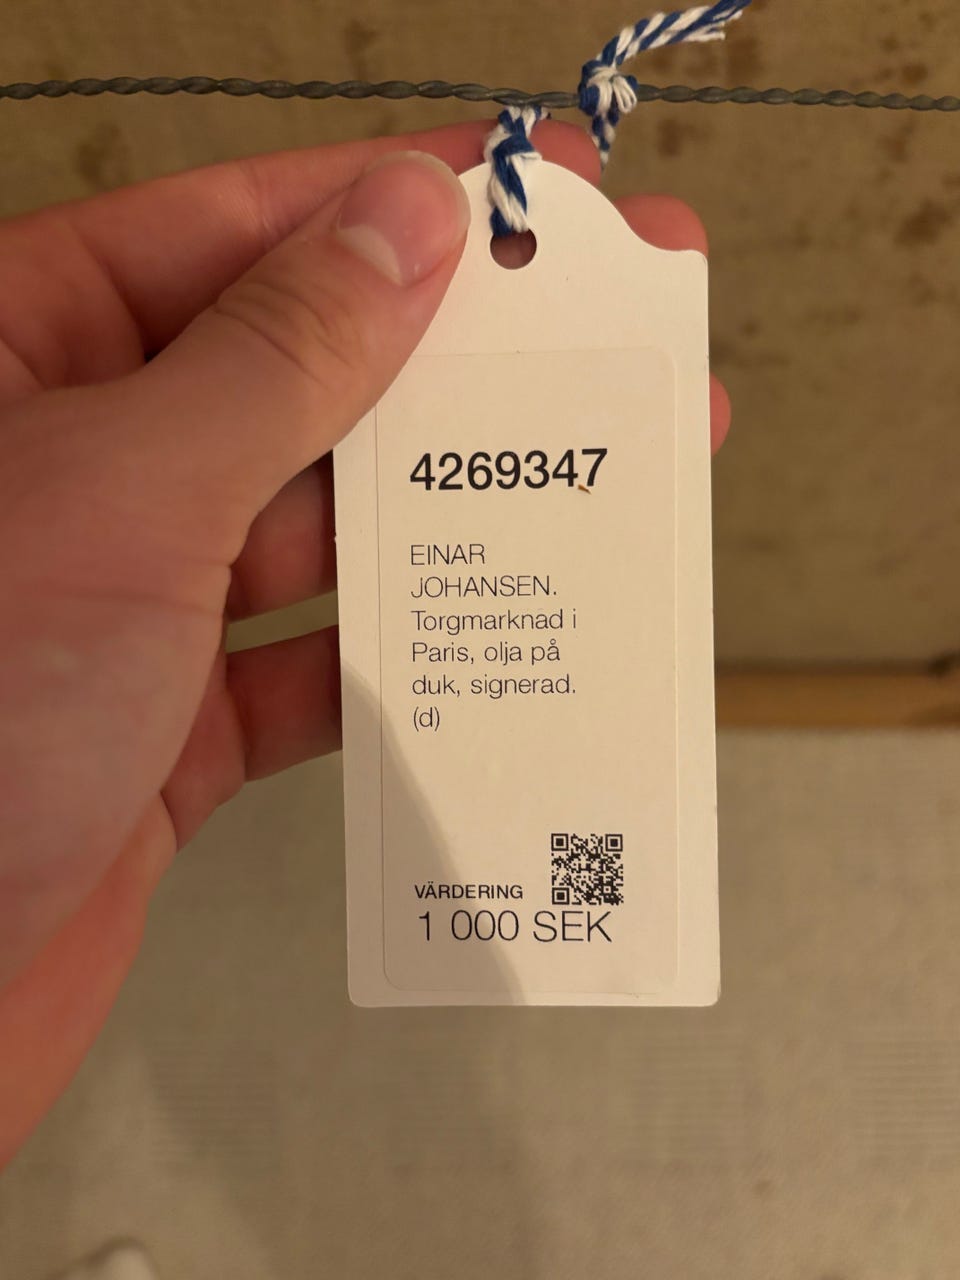 4269347
EINAR
JOHANSEN.
Torgmarknad i
Paris, olja på
duk, signerad.
(d)
VÄRDERING
1 000 SEK